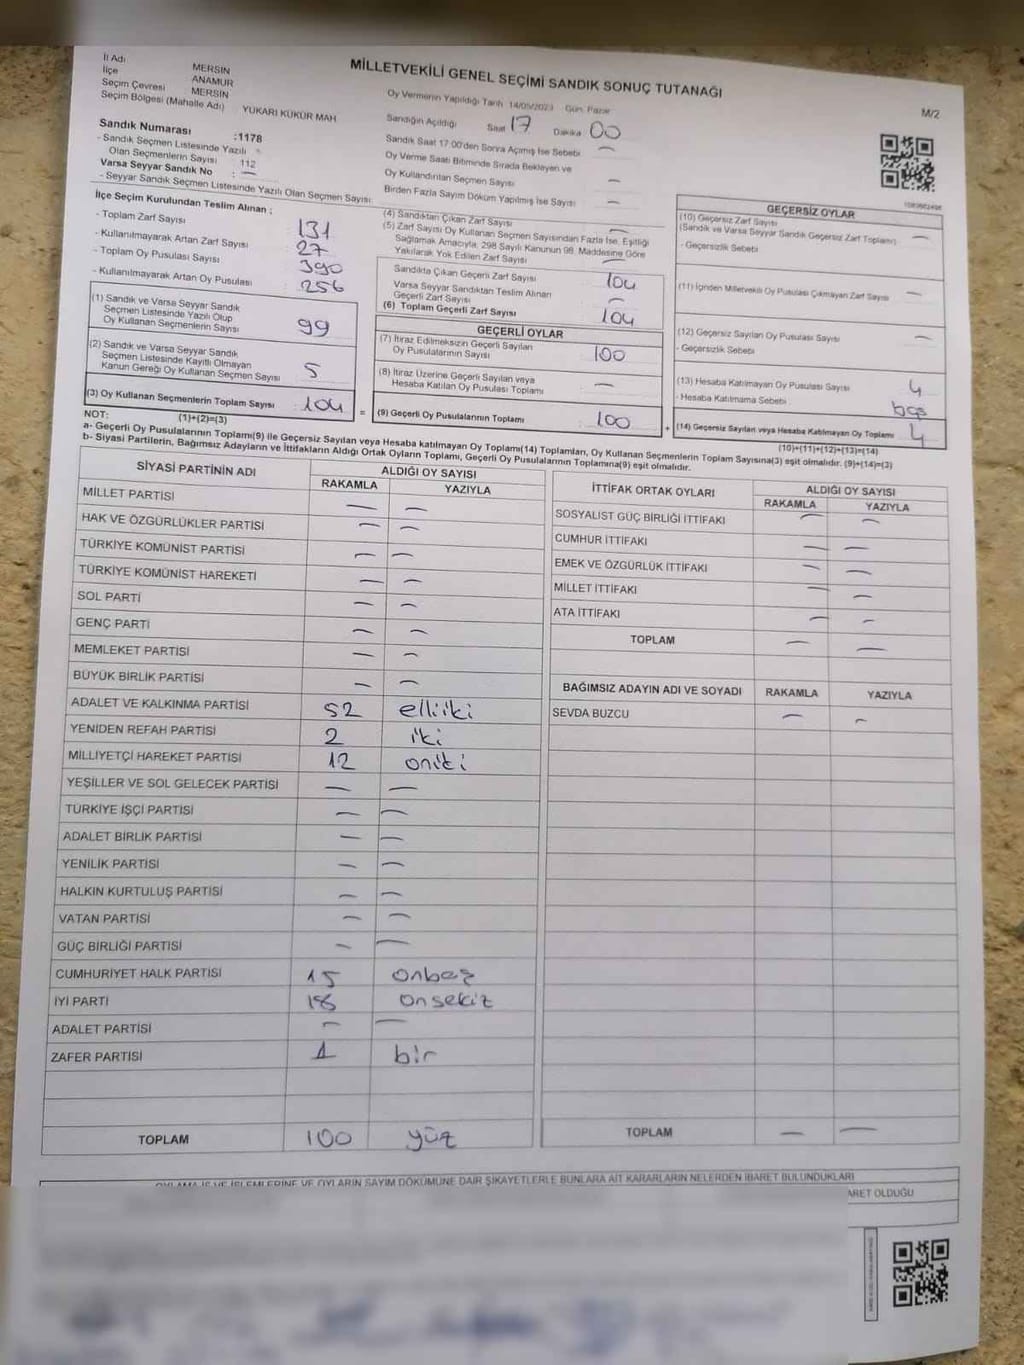 MİLLETVEKİLİ GENEL SEÇİMİ SANDIK SONUÇ TUTANAĞI
M/2
İl Adı MERSİN
İlçe ANAMUR
Seçim Çevresi MERSİN
Seçim Bölgesi (Mahalle Adı) YUKARI KÜKÜR MAH
Sandık Numarası :1178
- Sandık Seçmen Listesinde Yazılı
Olan Seçmenlerin Sayısı 112
Varsa Seyyar Sandık No : —
- Seyyar Sandık Seçmen Listesinde Yazılı Olan Seçmen Sayısı:
Oy Vermenin Yapıldığı Tarih 14/05/2023 Gün: Pazar
Sandığın Açıldığı Saat 17 Dakika 00
Sandık Saat 17:00'den Sonra Açılmış İse Sebebi —
Oy Verme Saati Bitiminde Sırada Bekleyen ve
Oy Kullandırılan Seçmen Sayısı —
Birden Fazla Sayım Döküm Yapılmış İse Sayısı —
İlçe Seçim Kurulundan Teslim Alınan ;
- Toplam Zarf Sayısı 131
- Kullanılmayarak Artan Zarf Sayısı 27
- Toplam Oy Pusulası Sayısı 390
- Kullanılmayarak Artan Oy Pusulası : 256
(1) Sandık ve Varsa Seyyar Sandık
Seçmen Listesinde Yazılı Olup
Oy Kullanan Seçmenlerin Sayısı 99
(2) Sandık ve Varsa Seyyar Sandık
Seçmen Listesinde Kayıtlı Olmayan
Kanun Gereği Oy Kullanan Seçmen Sayısı 5
(3) Oy Kullanan Seçmenlerin Toplam Sayısı : 104
(1)+(2)=(3)
(4) Sandıktan Çıkan Zarf Sayısı —
(5) Zarf Sayısı Oy Kullanan Seçmen Sayısından Fazla İse, Eşitliği
Sağlamak Amacıyla, 298 Sayılı Kanunun 98. Maddesine Göre
Yakılarak Yok Edilen Zarf Sayısı —
Sandıkta Çıkan Geçerli Zarf Sayısı 104
Varsa Seyyar Sandıktan Teslim Alınan
Geçerli Zarf Sayısı —
(6) Toplam Geçerli Zarf Sayısı 104
GEÇERLİ OYLAR
(7) İtiraz Edilmeksizin Geçerli Sayılan
Oy Pusulalarının Sayısı 100
(8) İtiraz Üzerine Geçerli Sayılan veya
Hesaba Katılan Oy Pusulası Toplamı —
= (9) Geçerli Oy Pusulalarının Toplamı 100
GEÇERSİZ OYLAR
(10) Geçersiz Zarf Sayısı
(Sandık ve Varsa Seyyar Sandık Geçersiz Zarf Toplamı) —
- Geçersizlik Sebebi
(11) İçinden Milletvekili Oy Pusulası Çıkmayan Zarf Sayısı —
(12) Geçersiz Sayılan Oy Pusulası Sayısı —
- Geçersizlik Sebebi
(13) Hesaba Katılmayan Oy Pusulası Sayısı 4
- Hesaba Katılmama Sebebi boş
+ (14) Geçersiz Sayılan veya Hesaba Katılmayan Oy Toplamı 4
(10)+(11)+(12)+(13)=(14)
NOT:
a- Geçerli Oy Pusulalarının Toplamı(9) ile Geçersiz Sayılan veya Hesaba katılmayan Oy Toplamı(14) Toplamları, Oy Kullanan Seçmenlerin Toplam Sayısına(3) eşit olmalıdır. (9)+(14)=(3)
b- Siyasi Partilerin, Bağımsız Adayların ve İttifakların Aldığı Ortak Oyların Toplamı, Geçerli Oy Pusulalarının Toplamına(9) eşit olmalıdır.
SİYASİ PARTİNİN ADI ALDIĞI OY SAYISI
RAKAMLA YAZIYLA
MİLLET PARTİSİ — —
HAK VE ÖZGÜRLÜKLER PARTİSİ — —
TÜRKİYE KOMÜNİST PARTİSİ — —
TÜRKİYE KOMÜNİST HAREKETİ — —
SOL PARTİ — —
GENÇ PARTİ — —
MEMLEKET PARTİSİ — —
BÜYÜK BİRLİK PARTİSİ — —
ADALET VE KALKINMA PARTİSİ 52 elliiki
YENİDEN REFAH PARTİSİ 2 iki
MİLLİYETÇİ HAREKET PARTİSİ 12 oniki
YEŞİLLER VE SOL GELECEK PARTİSİ — —
TÜRKİYE İŞÇİ PARTİSİ — —
ADALET BİRLİK PARTİSİ — —
YENİLİK PARTİSİ — —
HALKIN KURTULUŞ PARTİSİ — —
VATAN PARTİSİ — —
GÜÇ BİRLİĞİ PARTİSİ — —
CUMHURİYET HALK PARTİSİ 15 onbeş
İYİ PARTİ 18 onsekiz
ADALET PARTİSİ — —
ZAFER PARTİSİ 1 bir
TOPLAM 100 yüz
İTTİFAK ORTAK OYLARI ALDIĞI OY SAYISI
RAKAMLA YAZIYLA
SOSYALİST GÜÇ BİRLİĞİ İTTİFAKI — —
CUMHUR İTTİFAKI — —
EMEK VE ÖZGÜRLÜK İTTİFAKI — —
MİLLET İTTİFAKI — —
ATA İTTİFAKI — —
TOPLAM — —
BAĞIMSIZ ADAYIN ADI VE SOYADI RAKAMLA YAZIYLA
SEVDA BUZCU — —
TOPLAM — —
OYLAMA İŞ VE İŞLEMLERİNE VE OYLARIN SAYIM DÖKÜMÜNE DAİR ŞİKAYETLERLE BUNLARA AİT KARARLARIN NELERDEN İBARET BULUNDUKLARI
OLDUĞU